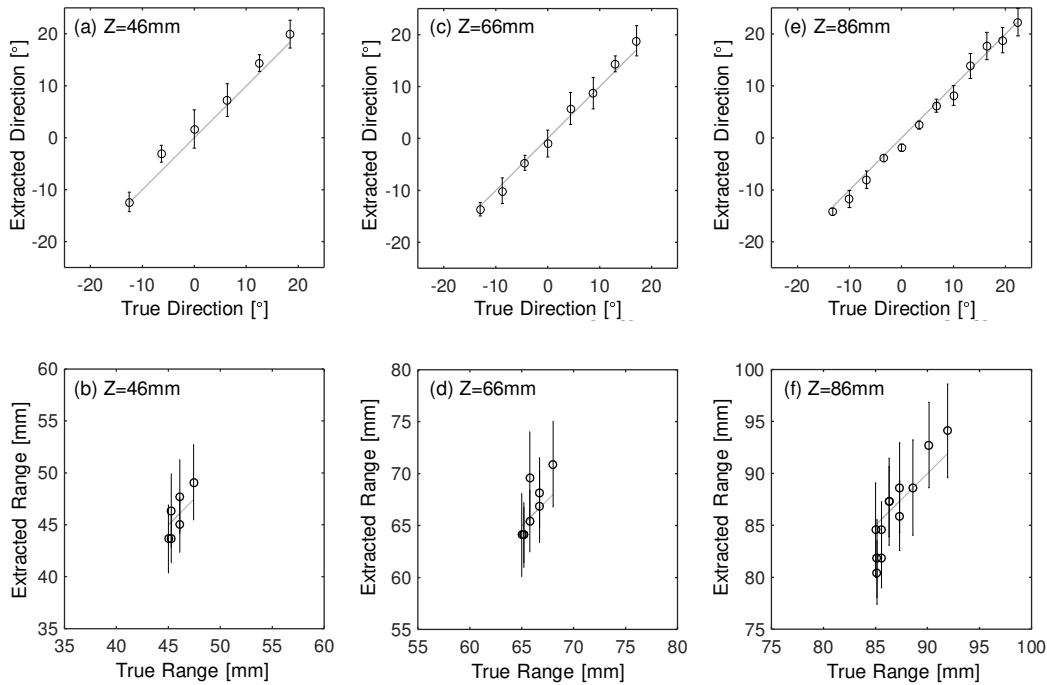 (a) Z=46mm
Extracted Direction [°]
20
10
0
-10
-20
-20 -10 0 10 20
True Direction [°]
(c) Z=66mm
Extracted Direction [°]
20
10
0
-10
-20
-20 -10 0 10 20
True Direction [°]
(e) Z=86mm
Extracted Direction [°]
20
10
0
-10
-20
-20 -10 0 10 20
True Direction [°]
(b) Z=46mm
Extracted Range [mm]
60
55
50
45
40
35
35 40 45 50 55 60
True Range [mm]
(d) Z=66mm
Extracted Range [mm]
80
75
70
65
60
55
55 60 65 70 75 80
True Range [mm]
(f) Z=86mm
Extracted Range [mm]
100
95
90
85
80
75
75 80 85 90 95 100
True Range [mm]